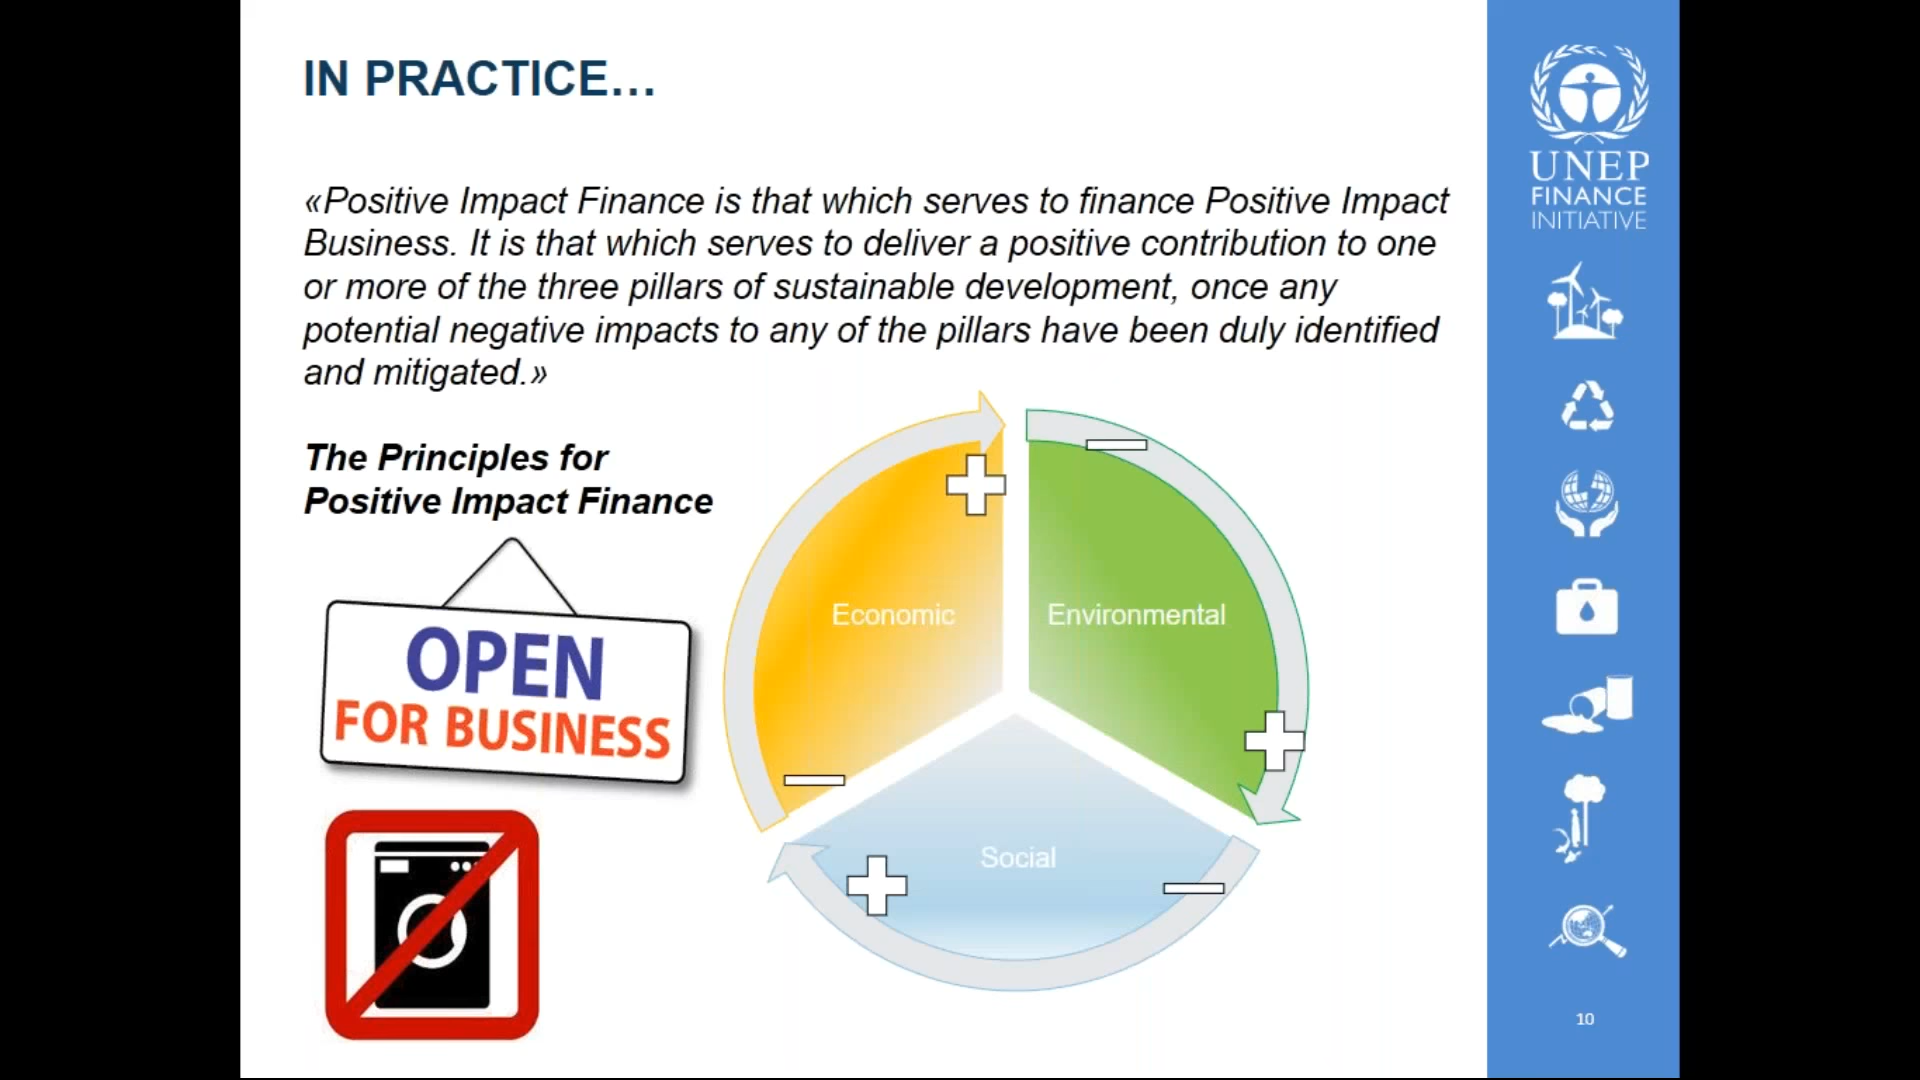 IN PRACTICE…
«Positive Impact Finance is that which serves to finance Positive Impact
Business. It is that which serves to deliver a positive contribution to one
or more of the three pillars of sustainable development, once any
potential negative impacts to any of the pillars have been duly identified
and mitigated.»
The Principles for
Positive Impact Finance
OPEN
FOR BUSINESS
Economic
Environmental
Social
UNEP
FINANCE
INITIATIVE
10